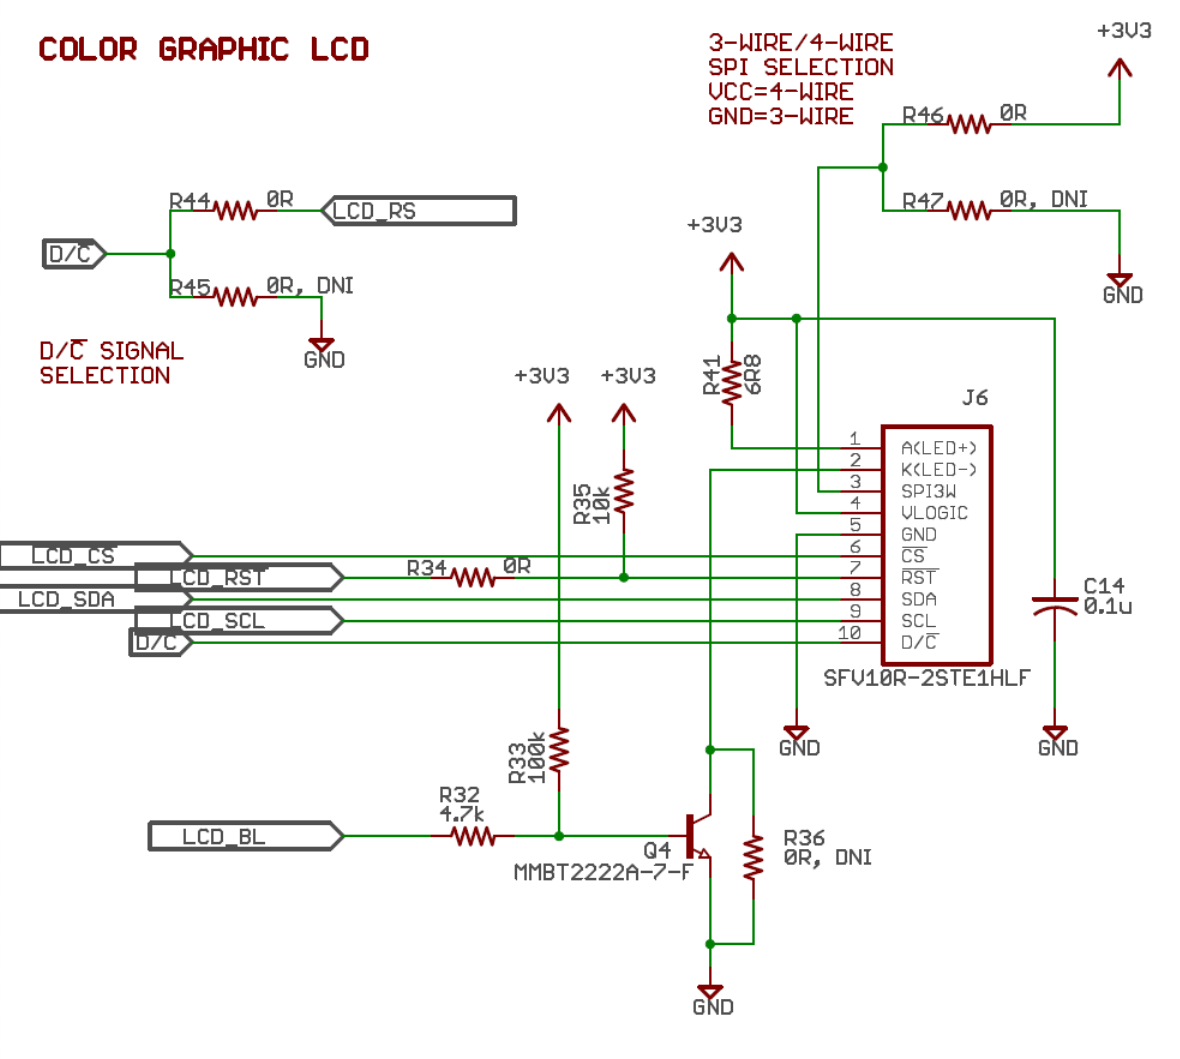 COLOR GRAPHIC LCD
3-WIRE/4-WIRE
SPI SELECTION
VCC=4-WIRE
GND=3-WIRE
+3V3
R46
0R
R47
0R, DNI
GND
R44
0R
LCD_RS
D/C̅
R45
0R, DNI
GND
D/C̅ SIGNAL
SELECTION
+3V3
R41
6R8
+3V3
+3V3
R35
10k
J6
1
A(LED+)
2
K(LED-)
3
SPI3W
4
VLOGIC
5
GND
6
C̅S̅
7
R̅S̅T̅
8
SDA
9
SCL
10
D/C̅
SFV10R-2STE1HLF
LCD_CS
LCD_RST
LCD_SDA
LCD_SCL
D/C̅
R34
0R
C14
0.1u
GND
GND
R33
100k
R32
4.7k
LCD_BL
Q4
MMBT2222A-7-F
R36
0R, DNI
GND